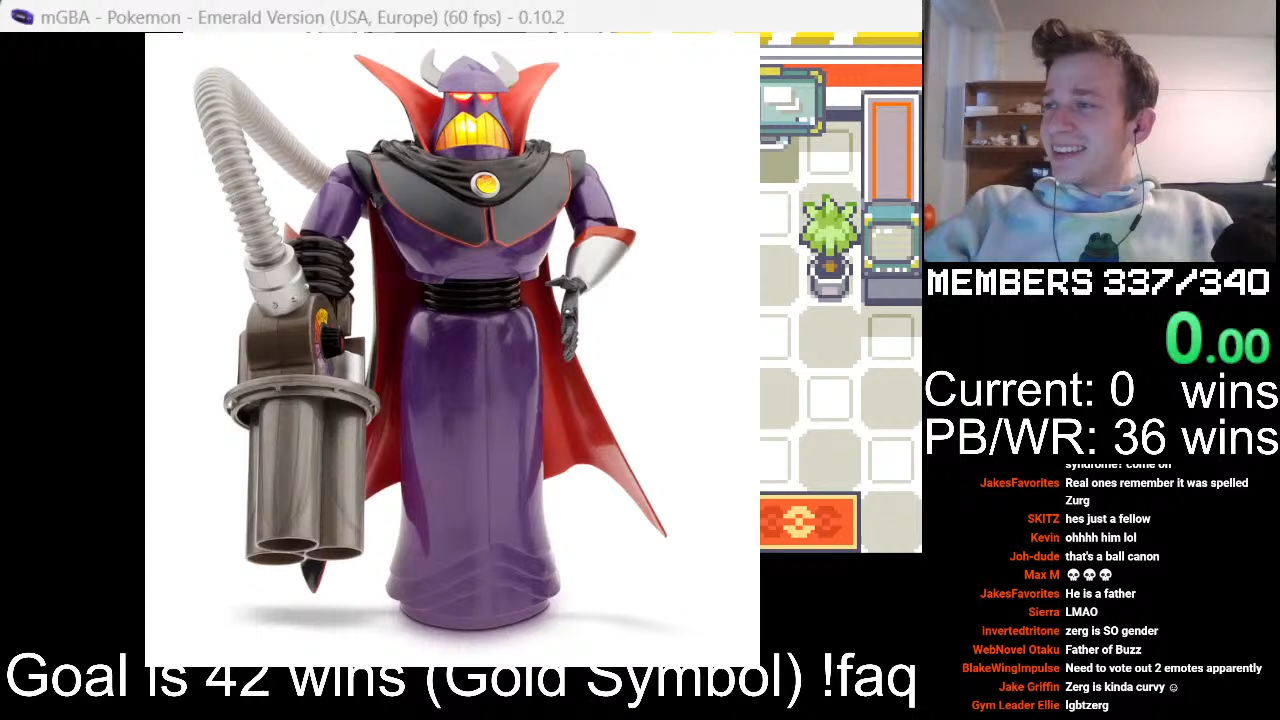 mGBA - Pokemon - Emerald Version (USA, Europe) (60 fps) - 0.10.2
MEMBERS 337/340
0.00
Current: 0 wins
PB/WR: 36 wins
syndrome? come on
JakesFavorites Real ones remember it was spelled
Zurg
SKITZ hes just a fellow
Kevin ohhhh him lol
Joh-dude that's a ball canon
Max M 💀💀💀
JakesFavorites He is a father
Sierra LMAO
invertedtritone zerg is SO gender
WebNovel Otaku Father of Buzz
BlakeWingImpulse Need to vote out 2 emotes apparently
Jake Griffin Zerg is kinda curvy ☺
Gym Leader Ellie lgbtzerg
Goal is 42 wins (Gold Symbol) !faq